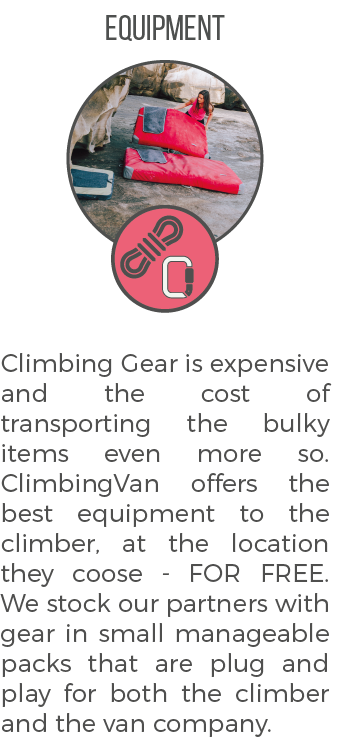 EQUIPMENT
Climbing Gear is expensive
and the cost of
transporting the bulky
items even more so.
ClimbingVan offers the
best equipment to the
climber, at the location
they coose - FOR FREE.
We stock our partners with
gear in small manageable
packs that are plug and
play for both the climber
and the van company.